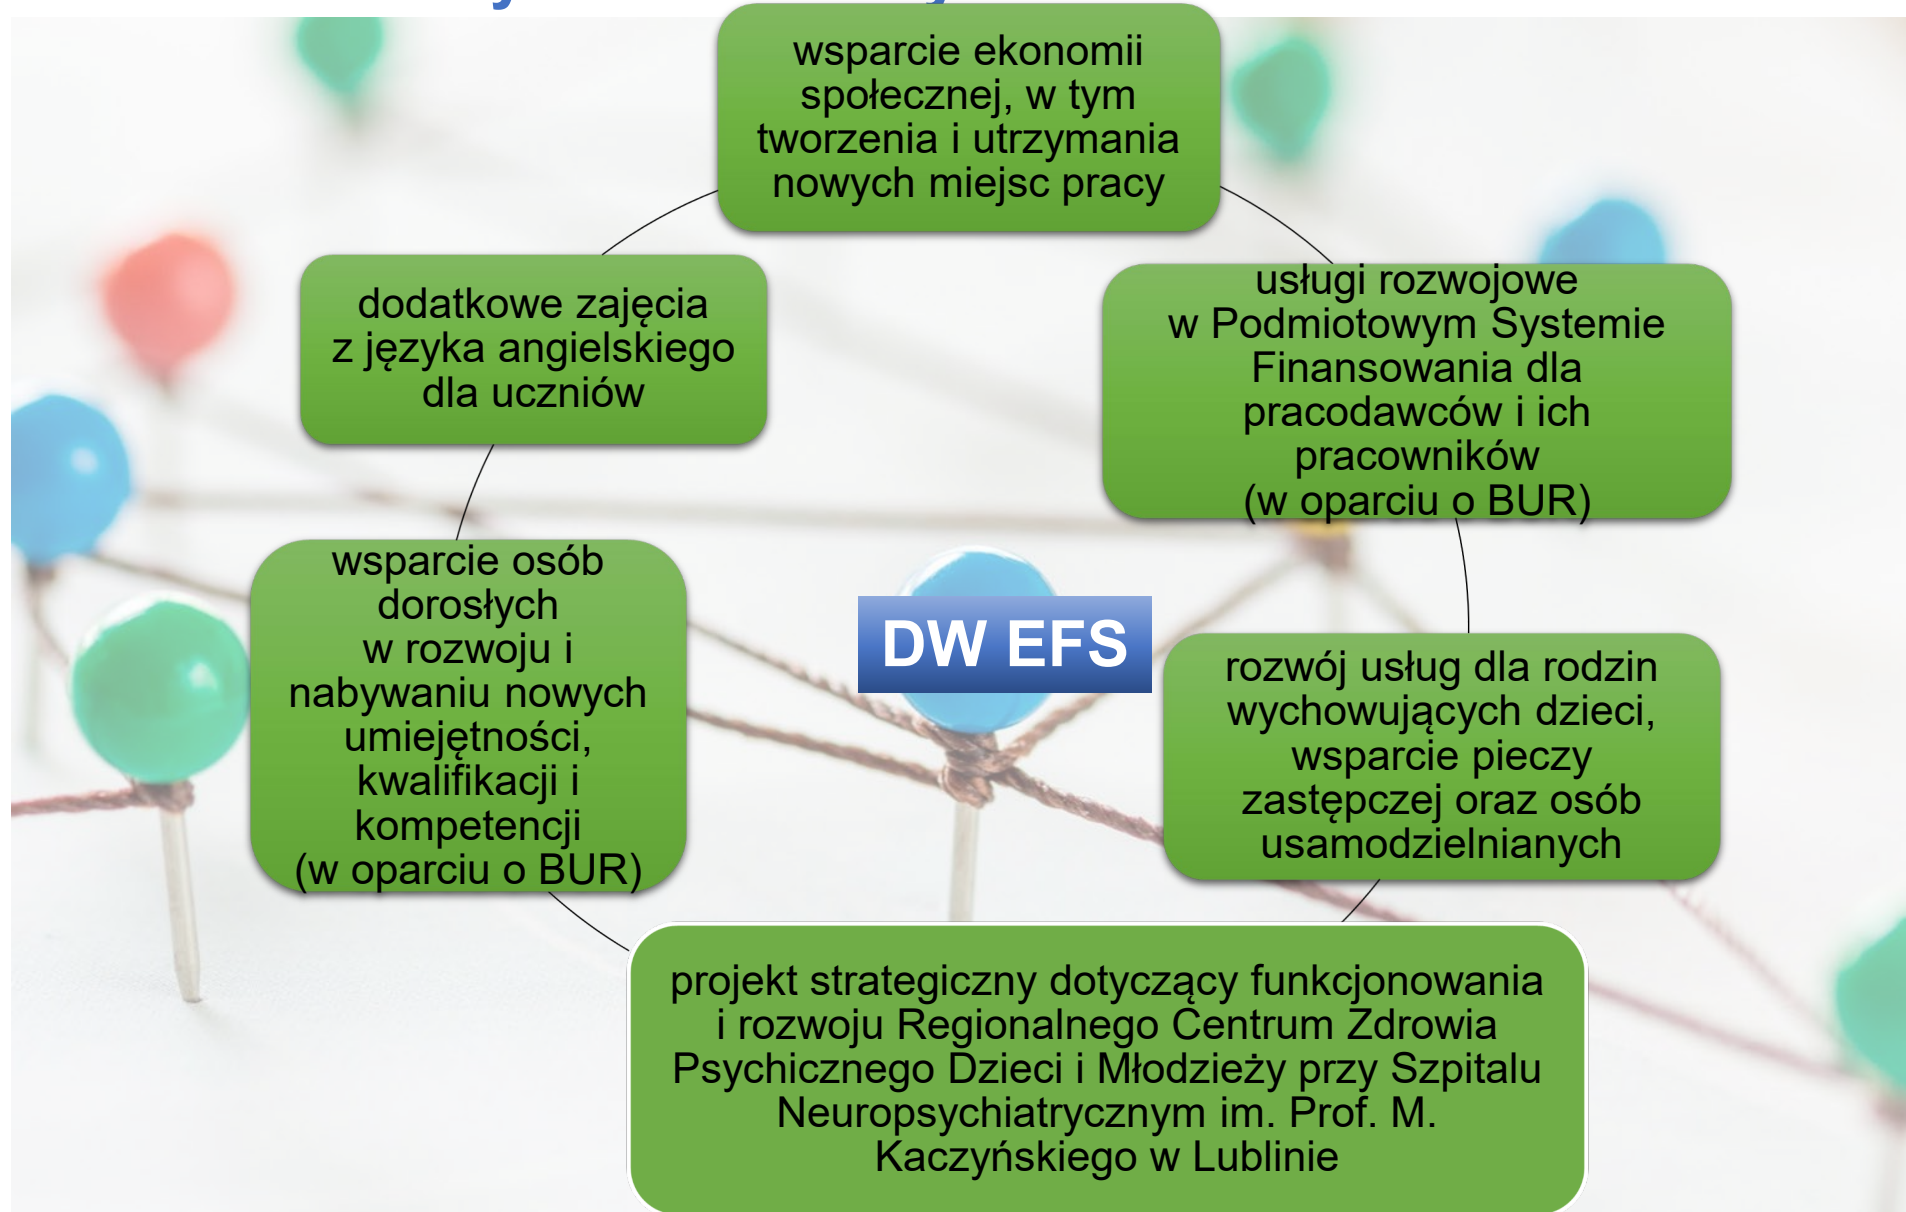 wsparcie ekonomii
społecznej, w tym
tworzenia i utrzymania
nowych miejsc pracy
usługi rozwojowe
w Podmiotowym Systemie
Finansowania dla
pracodawców i ich
pracowników
(w oparciu o BUR)
rozwój usług dla rodzin
wychowujących dzieci,
wsparcie pieczy
zastępczej oraz osób
usamodzielnianych
projekt strategiczny dotyczący funkcjonowania
i rozwoju Regionalnego Centrum Zdrowia
Psychicznego Dzieci i Młodzieży przy Szpitalu
Neuropsychiatrycznym im. Prof. M.
Kaczyńskiego w Lublinie
wsparcie osób
dorosłych
w rozwoju i
nabywaniu nowych
umiejętności,
kwalifikacji i
kompetencji
(w oparciu o BUR)
dodatkowe zajęcia
z języka angielskiego
dla uczniów
DW EFS